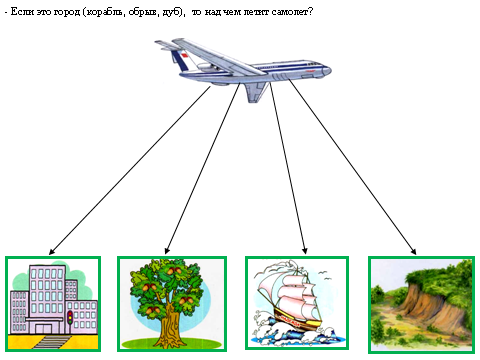 - Если это город (корабль, обрыв, дуб), то над чем летит самолет?